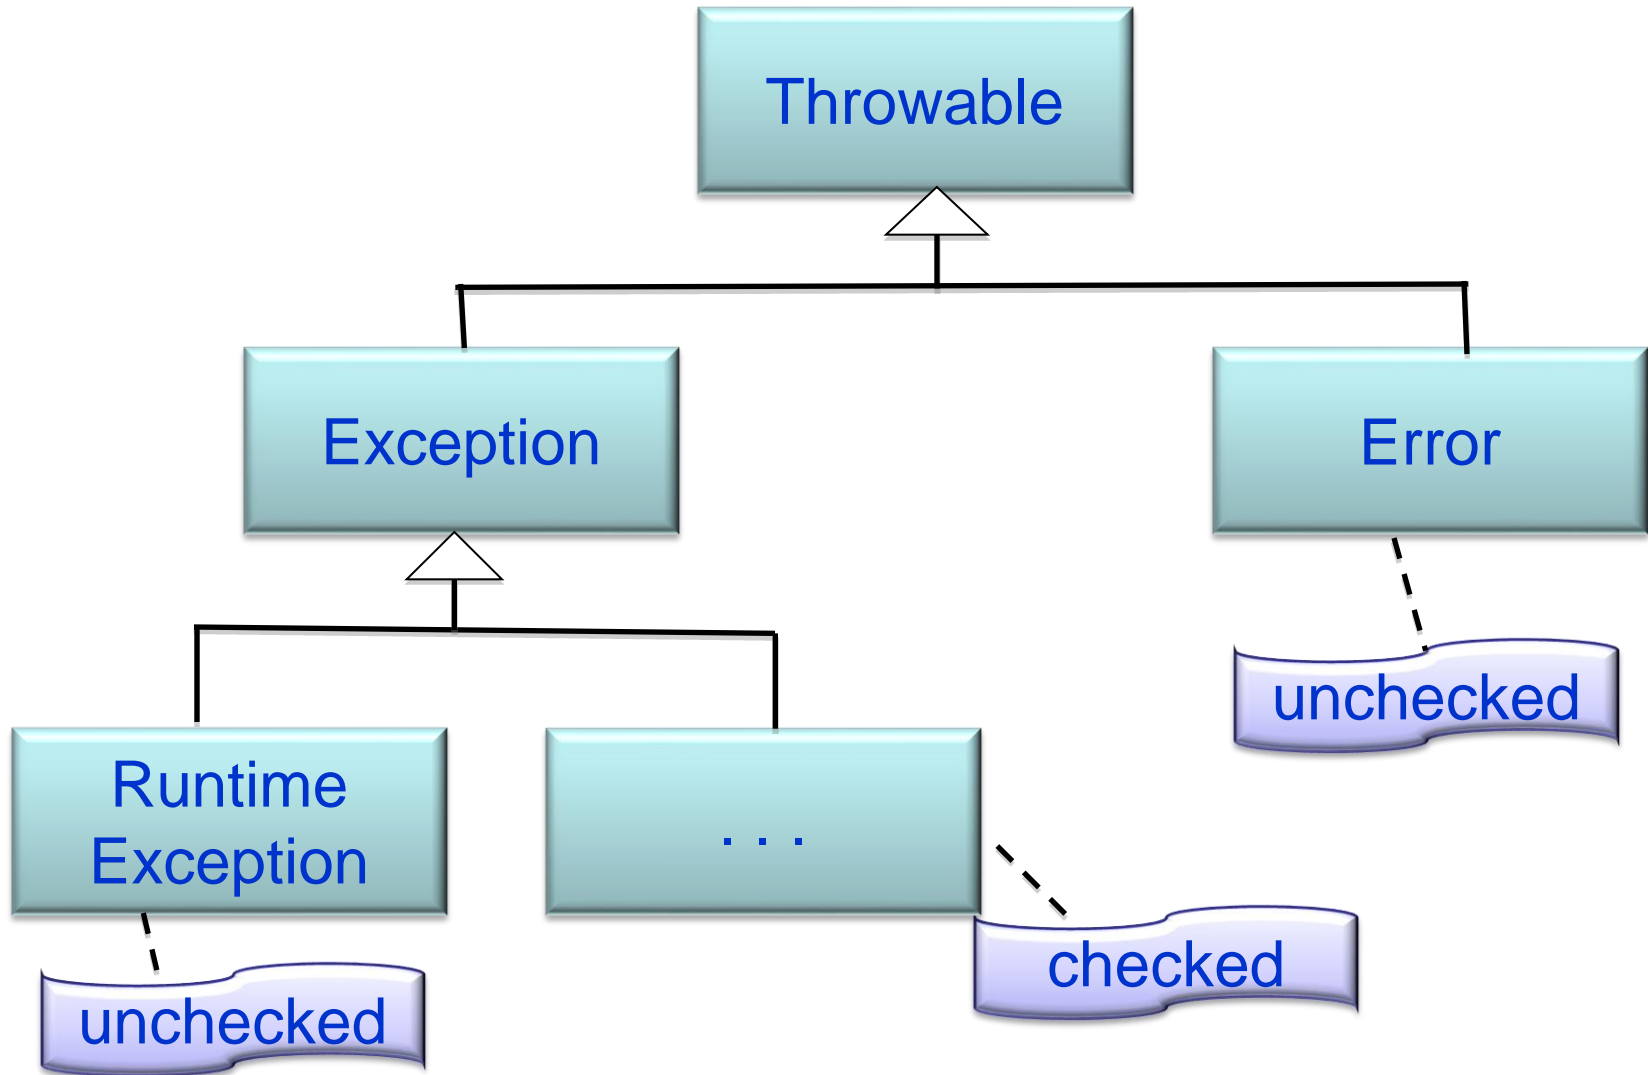 Throwable
Exception
Error
unchecked
Runtime
Exception
. . .
checked
unchecked